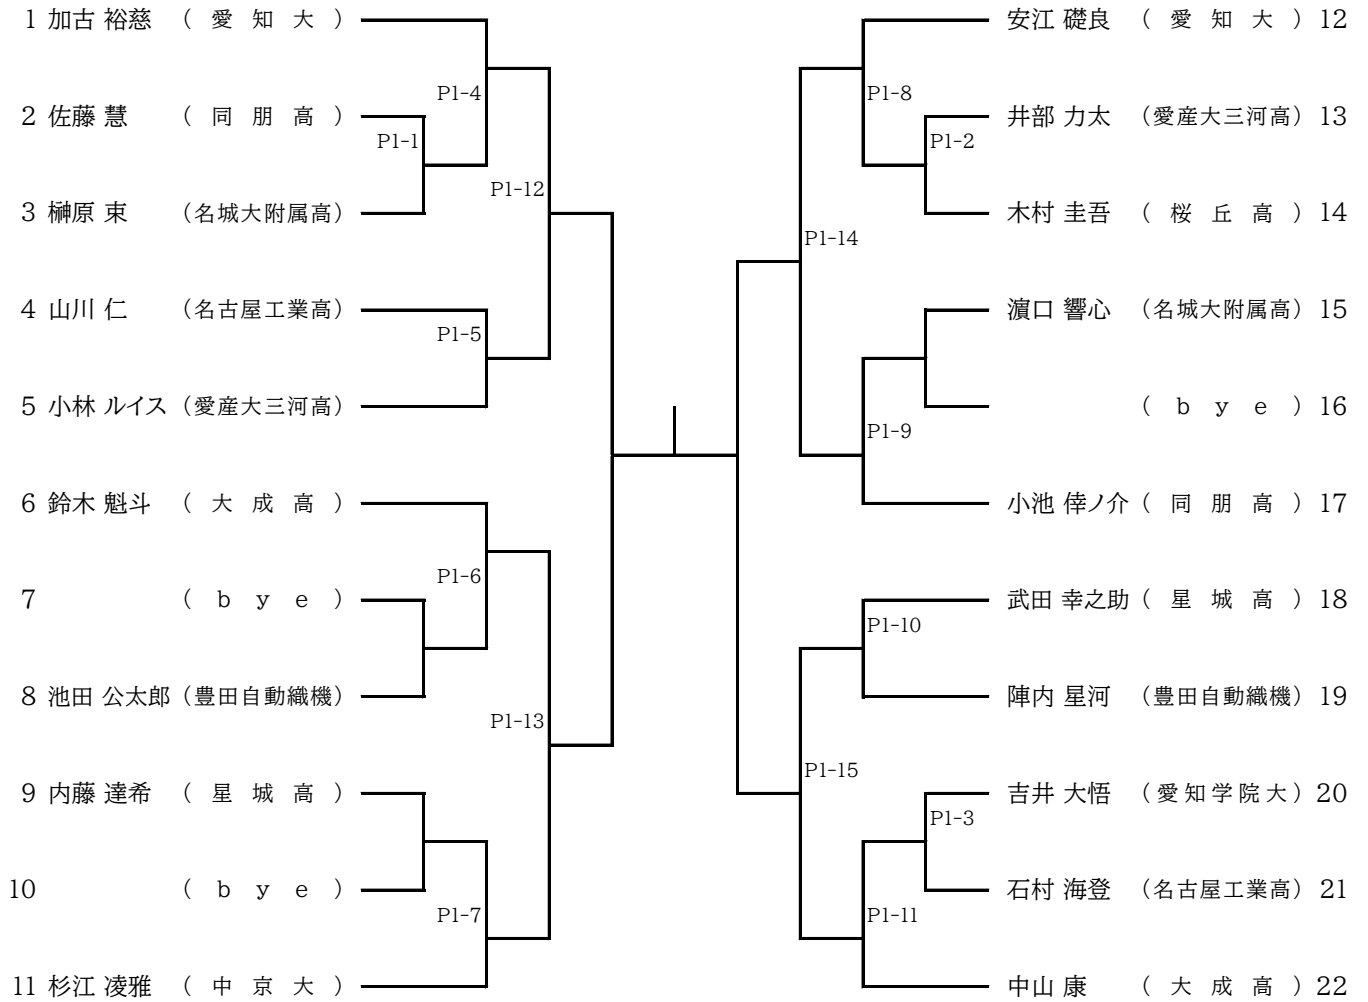 1 加古 裕慈 （ 愛 知 大 ）
P1-4
2 佐藤 慧 （ 同 朋 高 ）
P1-1
P1-12
3 榊原 束 （名城大附属高）
4 山川 仁 （名古屋工業高）
P1-5
5 小林 ルイス （愛産大三河高）
6 鈴木 魁斗 （ 大 成 高 ）
P1-6
7 （ b y e ）
8 池田 公太郎 （豊田自動織機）
P1-13
9 内藤 達希 （ 星 城 高 ）
10 （ b y e ）
P1-7
11 杉江 凌雅 （ 中 京 大 ）
安江 礎良 （ 愛 知 大 ） 12
P1-8
井部 力太 （愛産大三河高） 13
P1-2
木村 圭吾 （ 桜 丘 高 ） 14
P1-14
濵口 響心 （名城大附属高） 15
（ b y e ） 16
P1-9
小池 倖ノ介 （ 同 朋 高 ） 17
武田 幸之助 （ 星 城 高 ） 18
P1-10
陣内 星河 （豊田自動織機） 19
P1-15
吉井 大悟 （愛知学院大） 20
P1-3
石村 海登 （名古屋工業高） 21
P1-11
中山 康 （ 大 成 高 ） 22